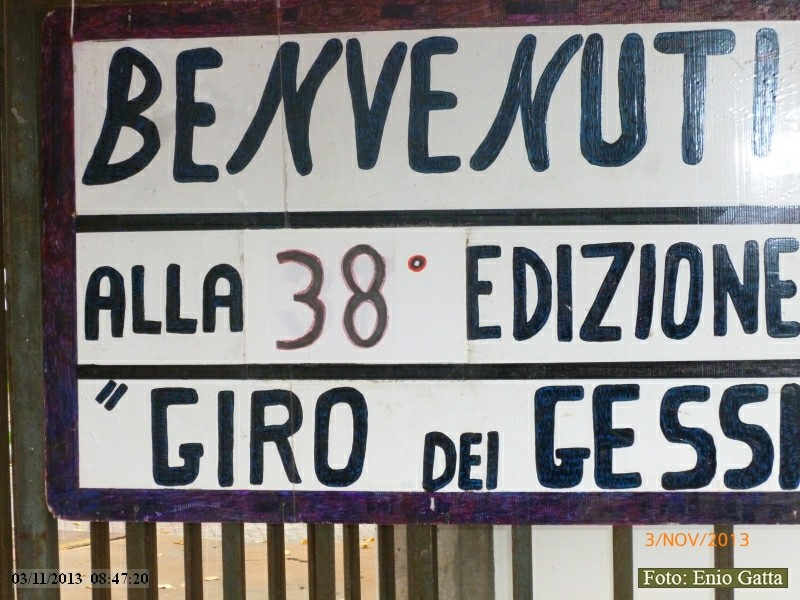 BENVENUTI
ALLA 38° EDIZIONE
"GIRO DEI GESSI
3/NOV/2013
03/11/2013 08:47:20
Foto: Enio Gatta